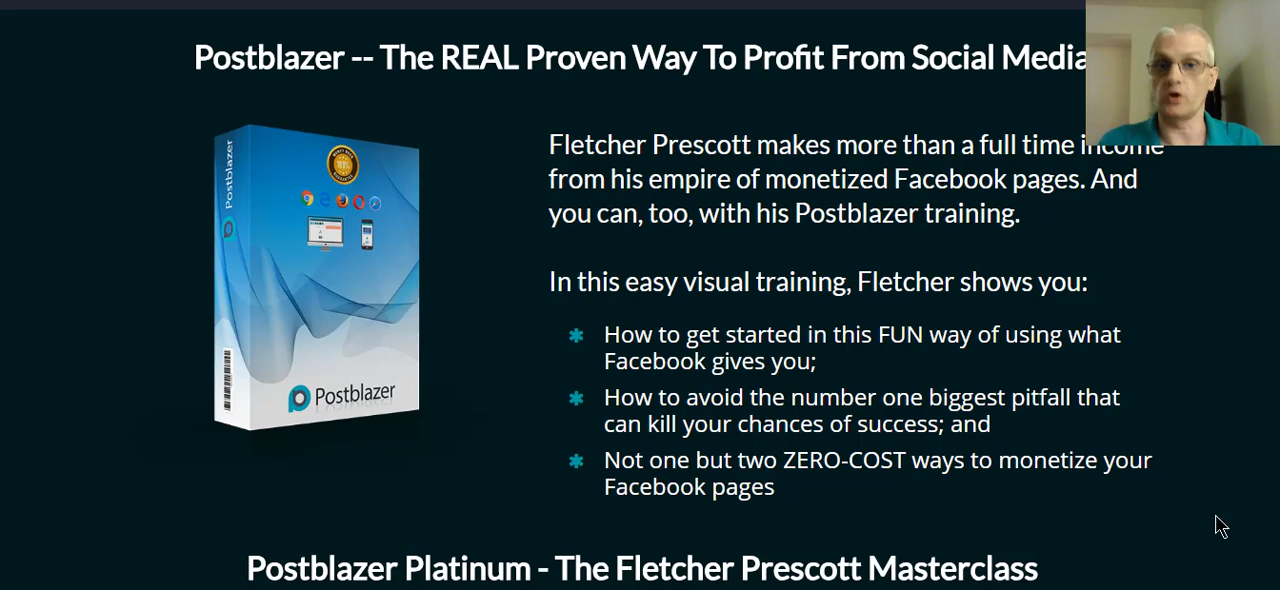 Postblazer -- The REAL Proven Way To Profit From Social Media
Postblazer
Fletcher Prescott makes more than a full time income
from his empire of monetized Facebook pages. And
you can, too, with his Postblazer training.
In this easy visual training, Fletcher shows you:
How to get started in this FUN way of using what
Facebook gives you;
How to avoid the number one biggest pitfall that
can kill your chances of success; and
Not one but two ZERO-COST ways to monetize your
Facebook pages
Postblazer
Postblazer Platinum - The Fletcher Prescott Masterclass